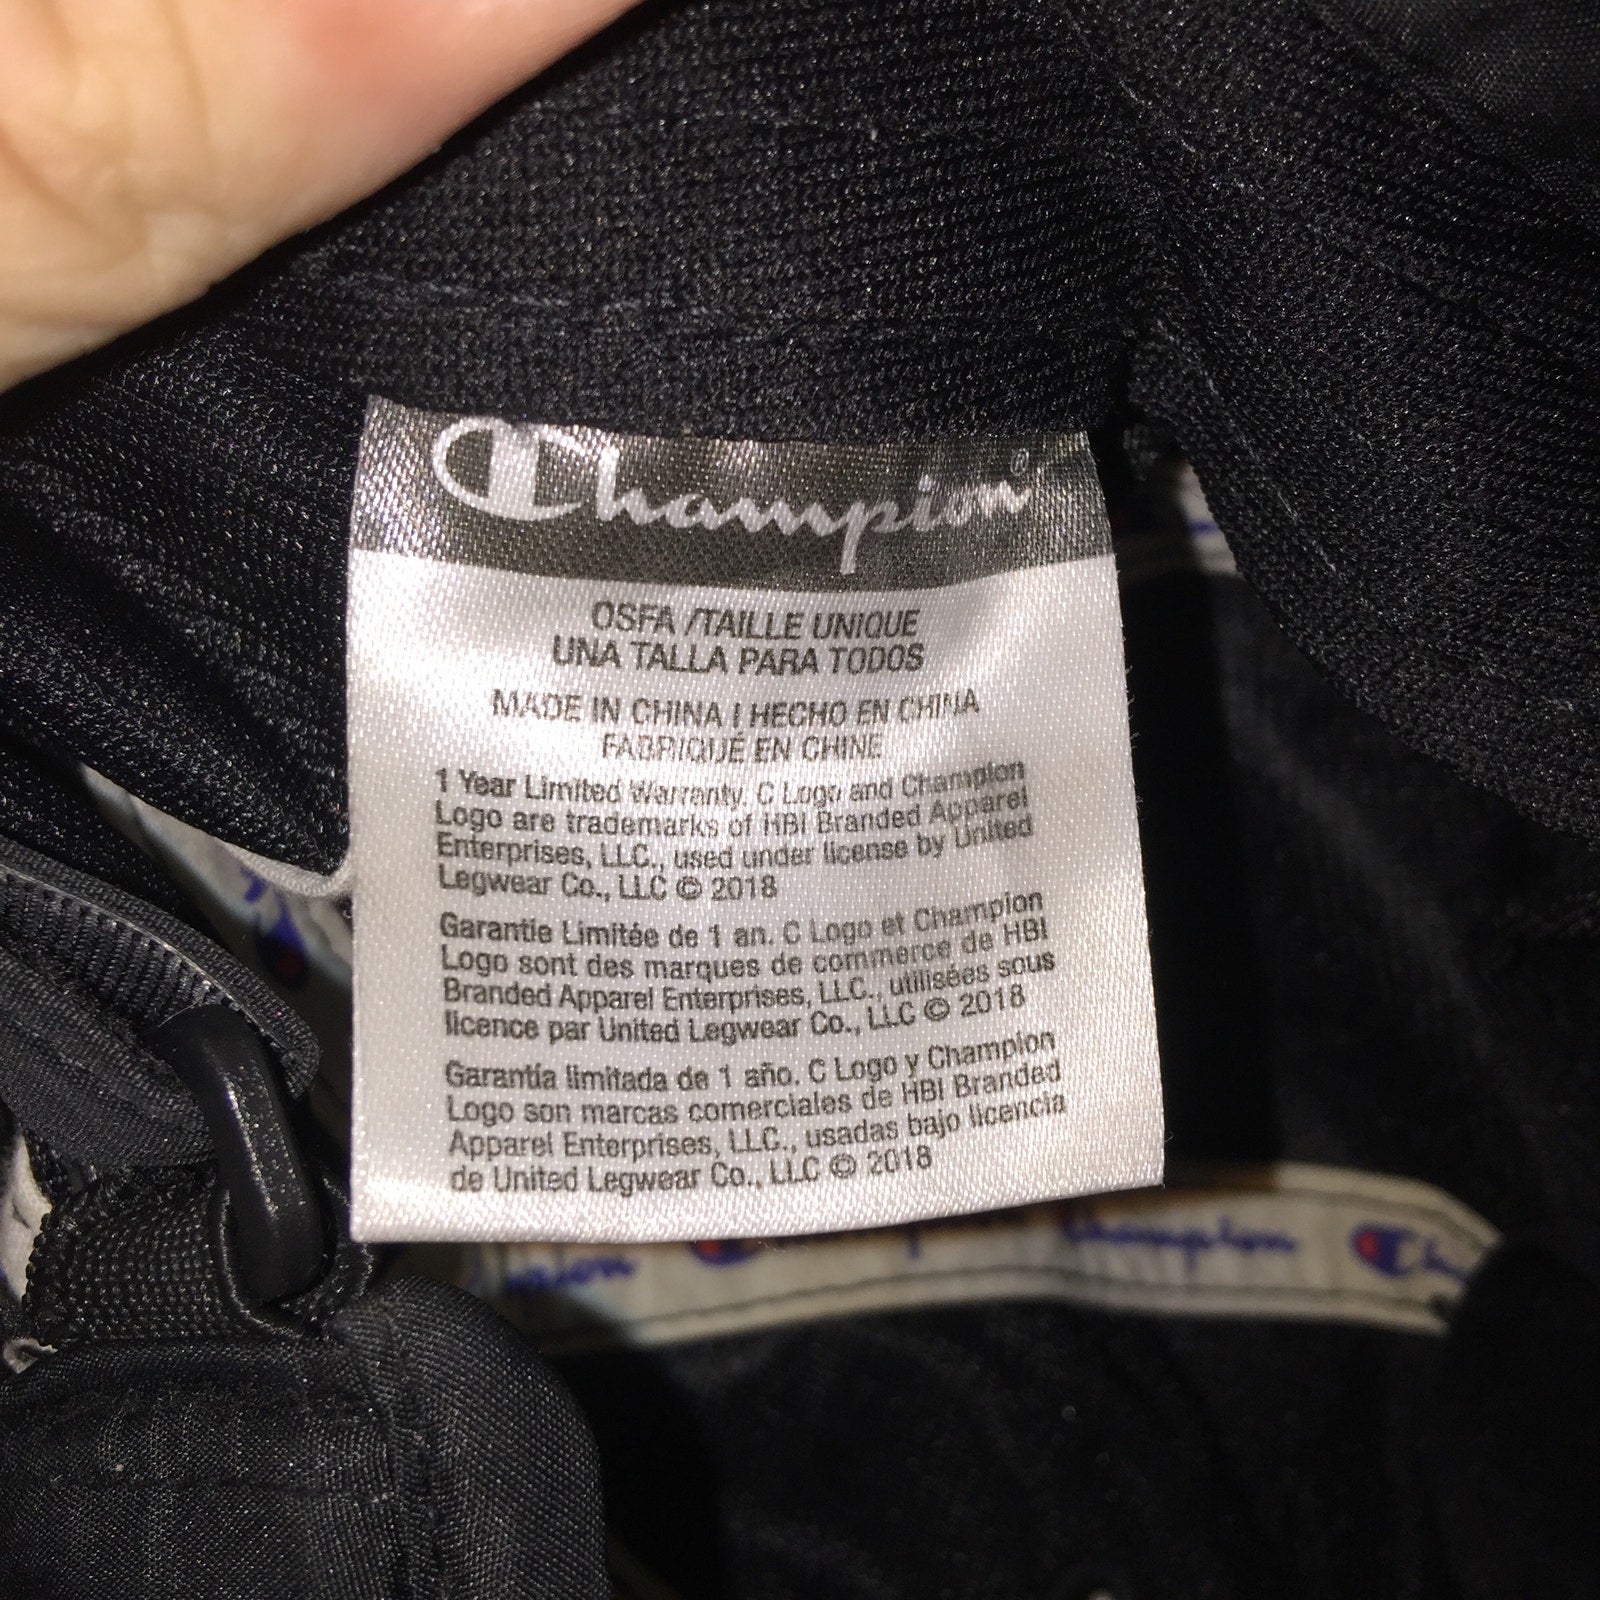 Champion®
OSFA /TAILLE UNIQUE
UNA TALLA PARA TODOS
MADE IN CHINA | HECHO EN CHINA
FABRIQUÉ EN CHINE
1 Year Limited Warranty. C Logo and Champion
Logo are trademarks of HBI Branded Apparel
Enterprises, LLC., used under license by United
Legwear Co., LLC © 2018
Garantie Limitée de 1 an. C Logo et Champion
Logo sont des marques de commerce de HBI
Branded Apparel Enterprises, LLC., utilisées sous
licence par United Legwear Co., LLC © 2018
Garantía limitada de 1 año. C Logo y Champion
Logo son marcas comerciales de HBI Branded
Apparel Enterprises, LLC., usadas bajo licencia
de United Legwear Co., LLC © 2018
Champion